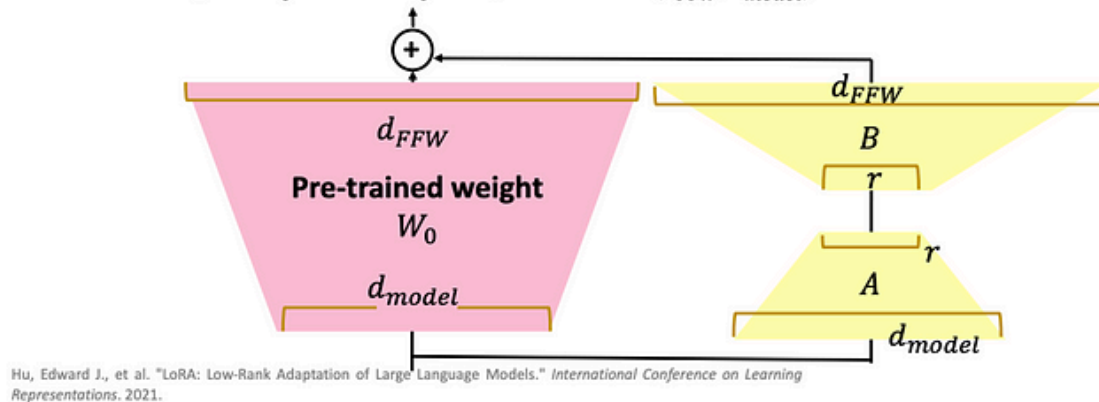 +
d_FFW
d_FFW
B
r
Pre-trained weight
W_0
r
A
d_model
d_model
Hu, Edward J., et al. "LoRA: Low-Rank Adaptation of Large Language Models." International Conference on Learning
Representations. 2021.